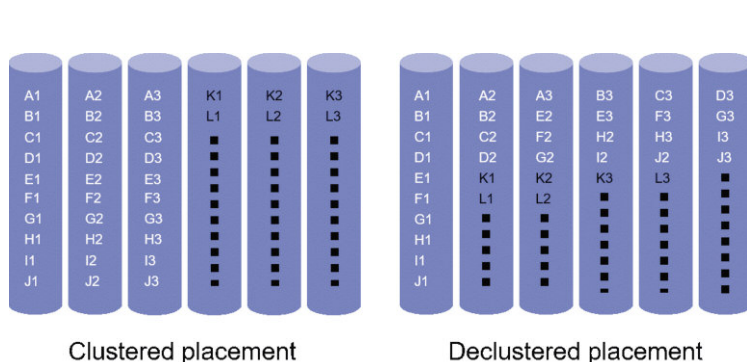 A1 A2 A3 K1 K2 K3
B1 B2 B3 L1 L2 L3
C1 C2 C3
D1 D2 D3
E1 E2 E3
F1 F2 F3
G1 G2 G3
H1 H2 H3
I1 I2 I3
J1 J2 J3
Clustered placement
A1 A2 A3 B3 C3 D3
B1 B2 E2 E3 F3 G3
C1 C2 F2 H2 H3 I3
D1 D2 G2 I2 J2 J3
E1 K1 K2 K3 L3
F1 L1 L2
G1
H1
I1
J1
Declustered placement